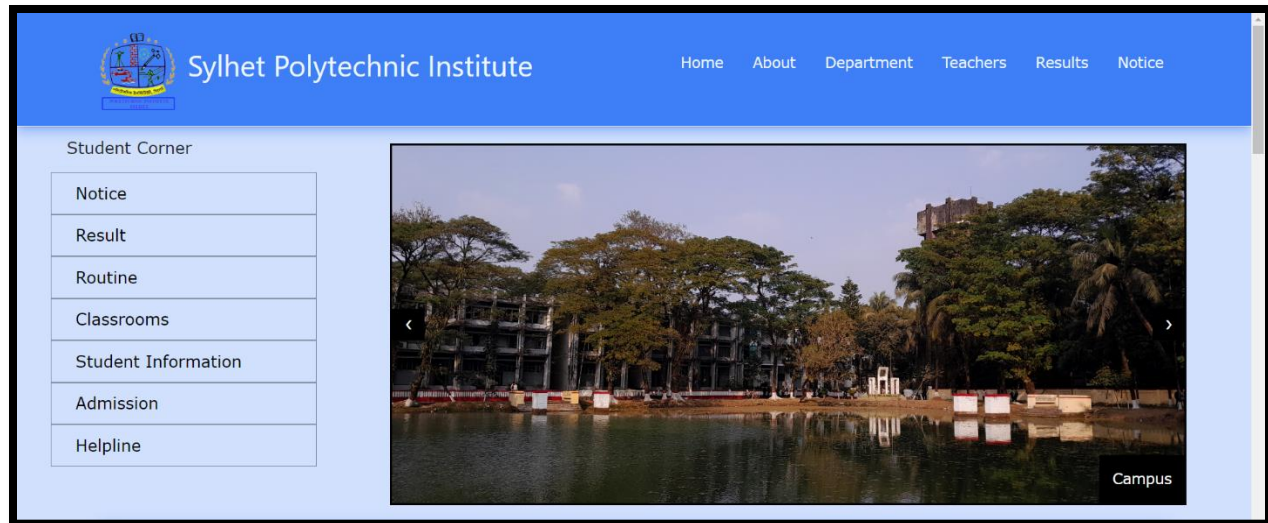 Sylhet Polytechnic Institute
Home About Department Teachers Results Notice
Student Corner
Notice
Result
Routine
Classrooms
Student Information
Admission
Helpline
‹ ›
Campus